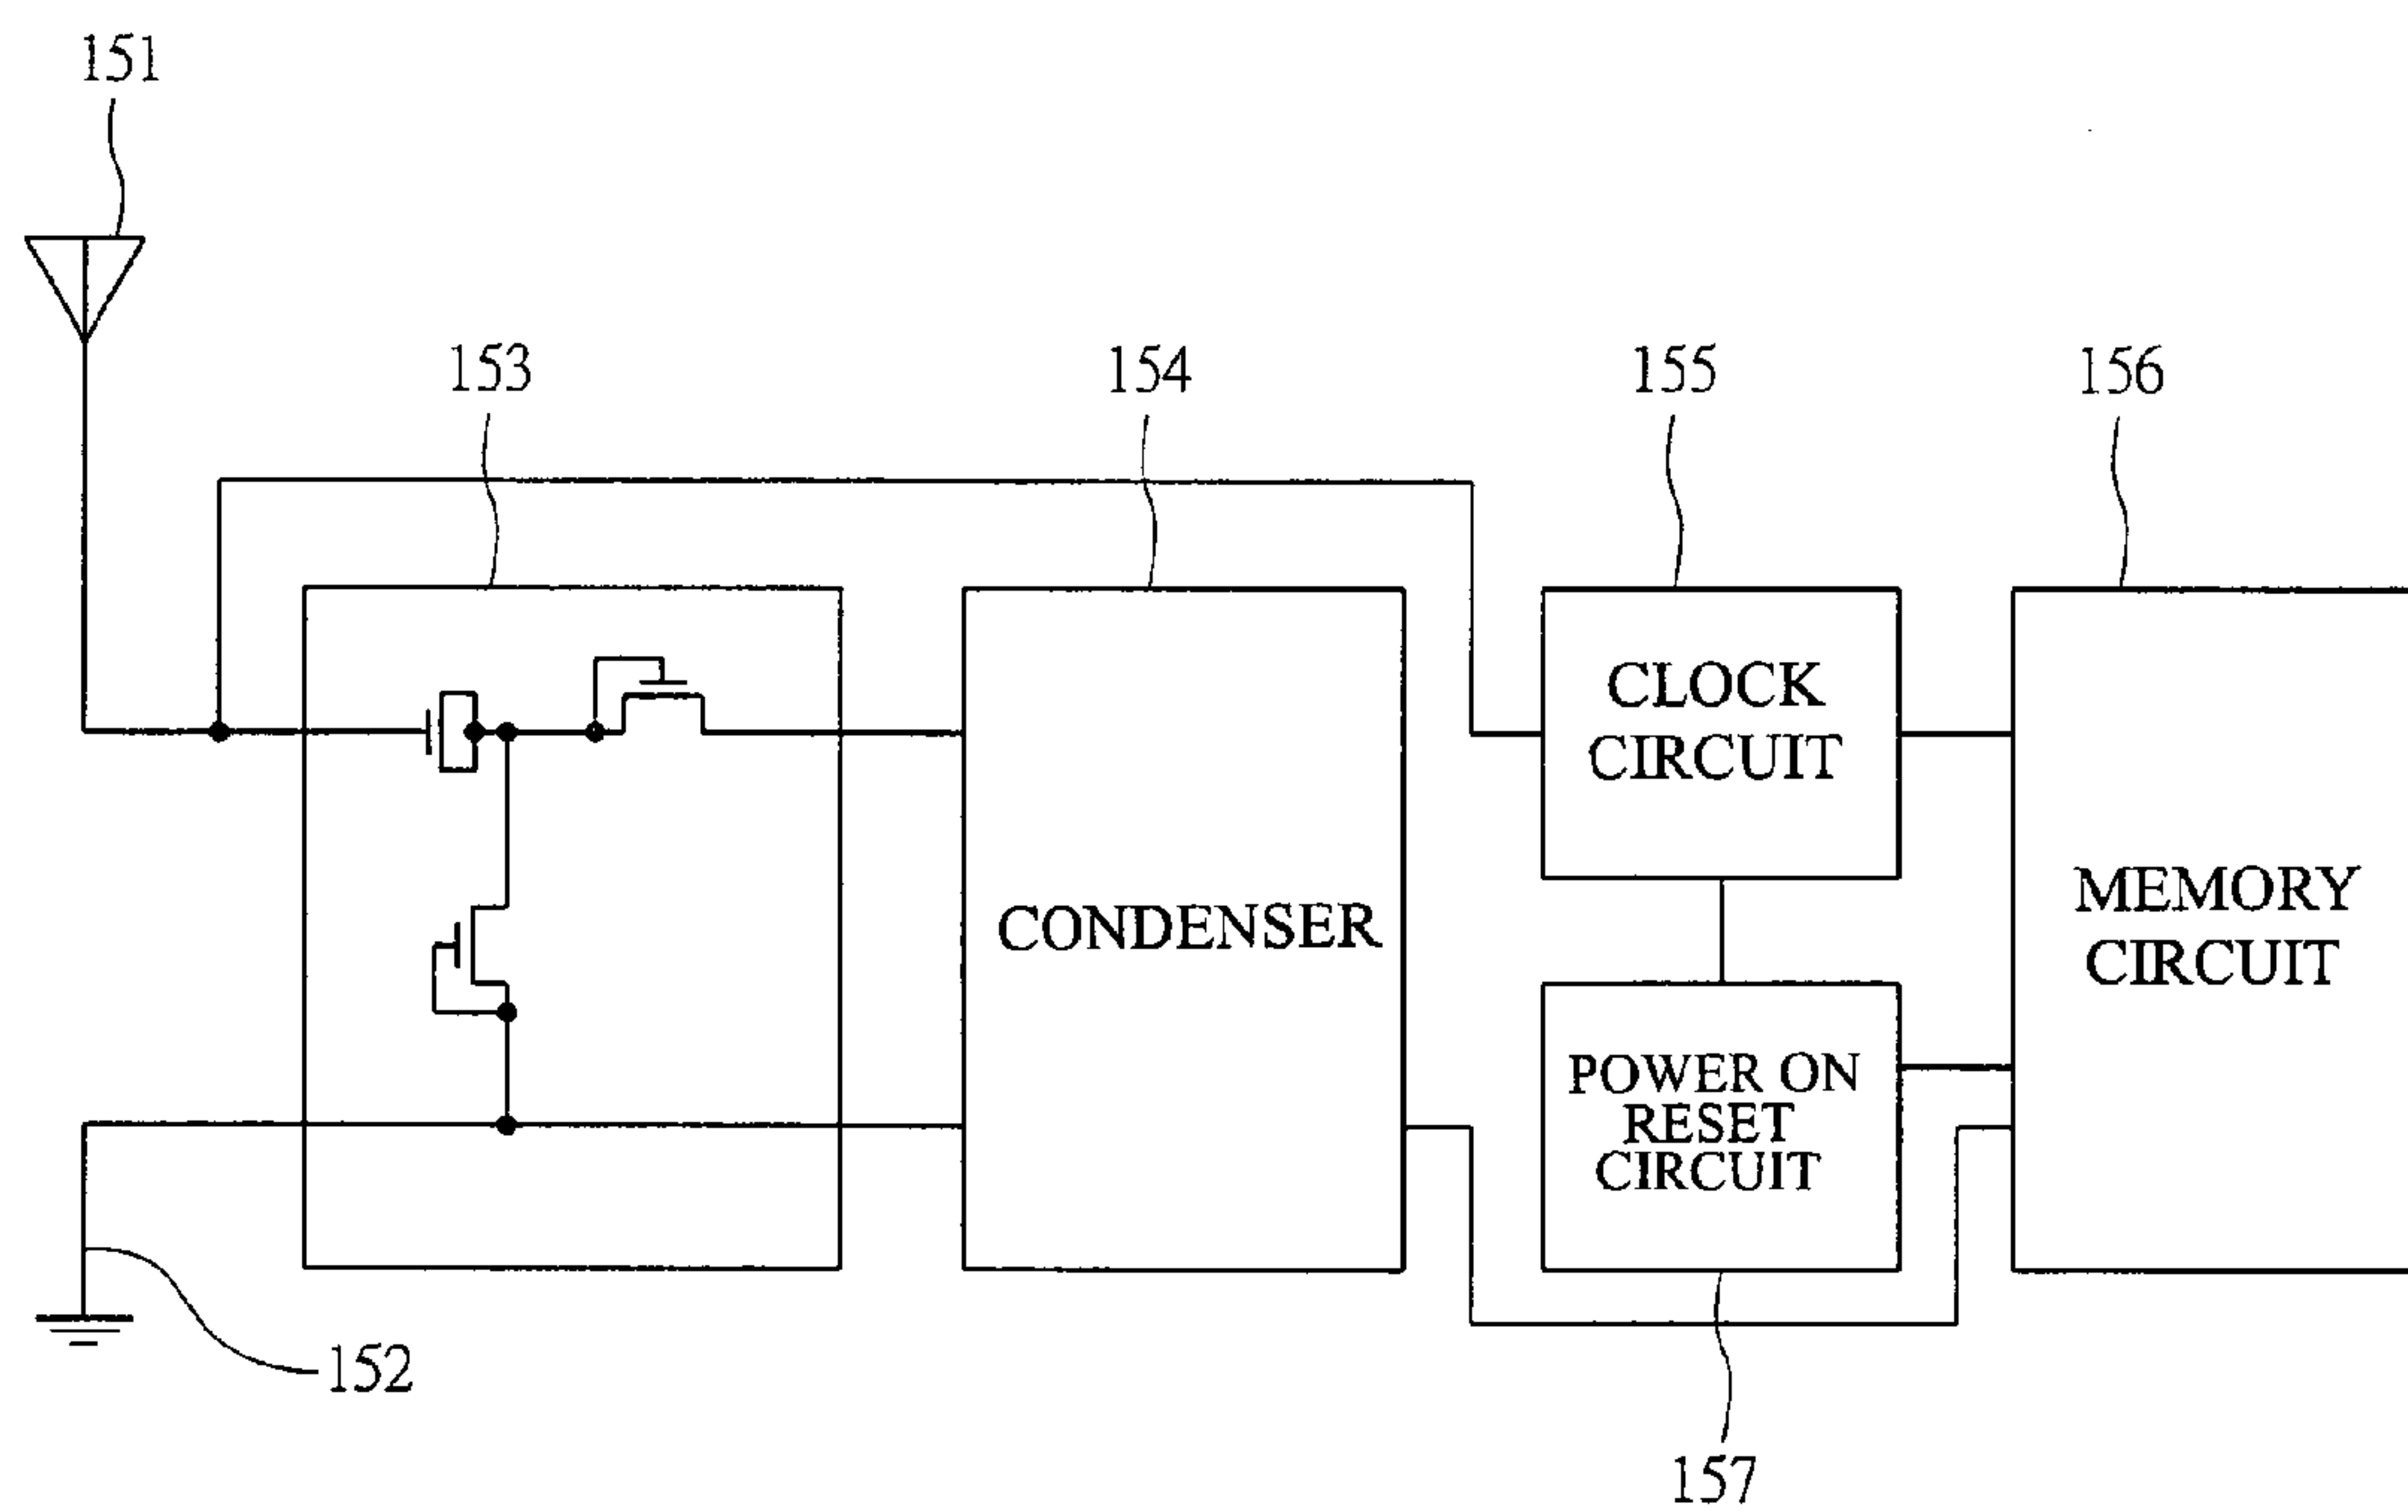 151
153
154
155
156
CLOCK
CIRCUIT
MEMORY
CIRCUIT
CONDENSER
POWER ON
RESET
CIRCUIT
152
157